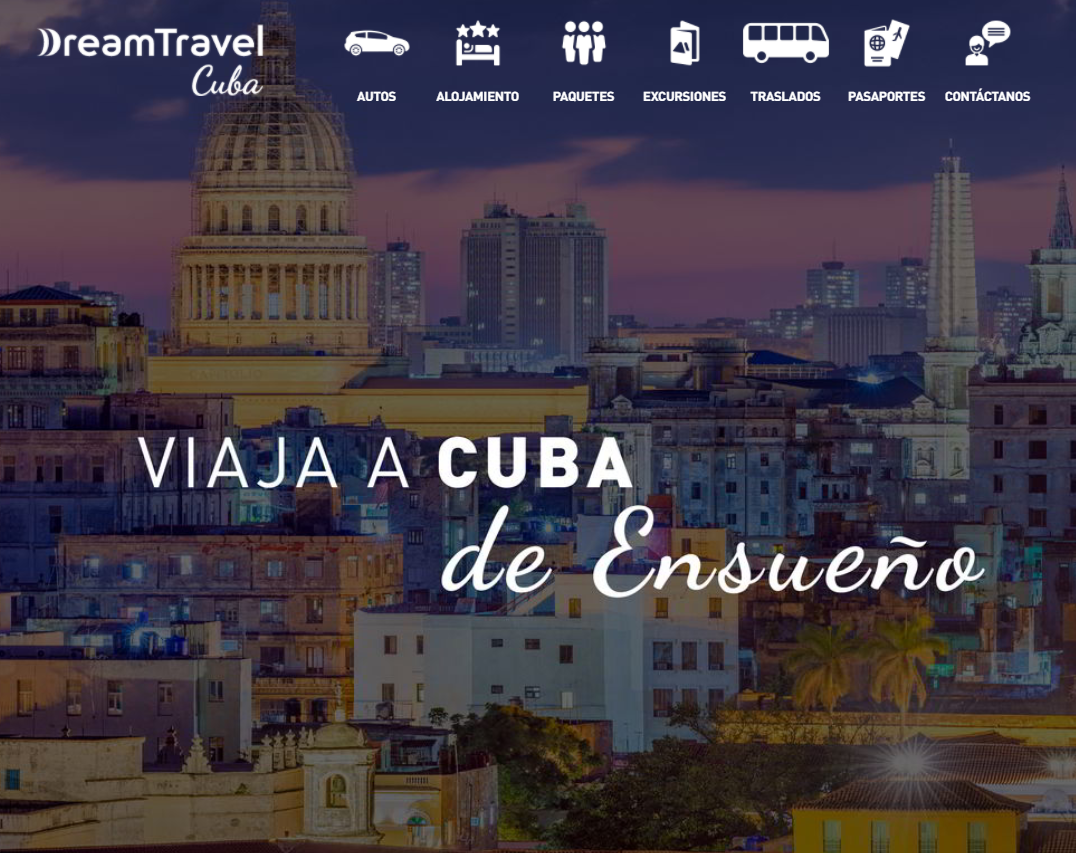 DreamTravel
Cuba
AUTOS
ALOJAMIENTO
PAQUETES
EXCURSIONES
TRASLADOS
PASAPORTES
CONTÁCTANOS
VIAJA A CUBA
de Ensueño